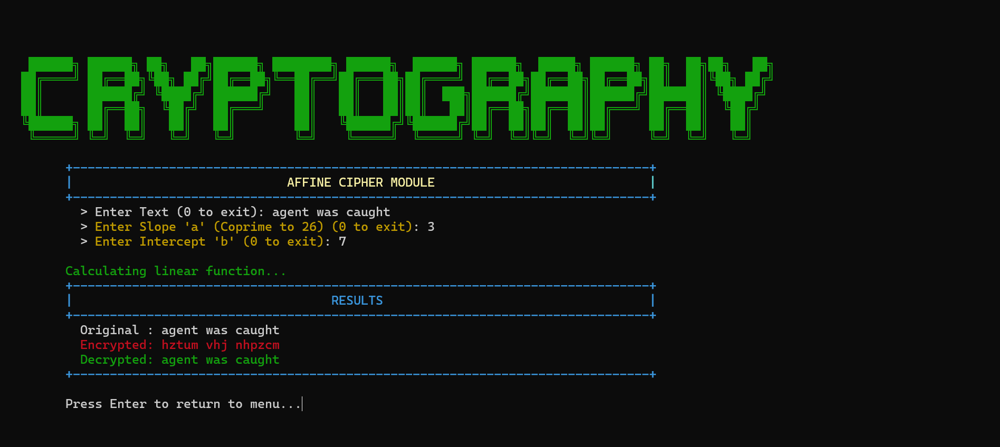 CRYPTOGRAPHY
AFFINE CIPHER MODULE
> Enter Text (0 to exit): agent was caught
> Enter Slope 'a' (Coprime to 26) (0 to exit): 3
> Enter Intercept 'b' (0 to exit): 7
Calculating linear function...
RESULTS
Original : agent was caught
Encrypted: hztum vhj nhpzcm
Decrypted: agent was caught
Press Enter to return to menu...